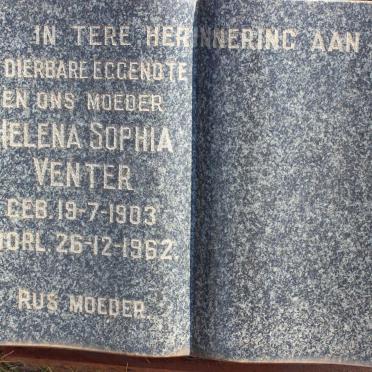 IN TERE HERINNERING AAN
DIERBARE EGGENOTE
EN ONS MOEDER
HELENA SOPHIA
VENTER
GEB. 19-7-1903
OORL. 26-12-1962.
RUS MOEDER.